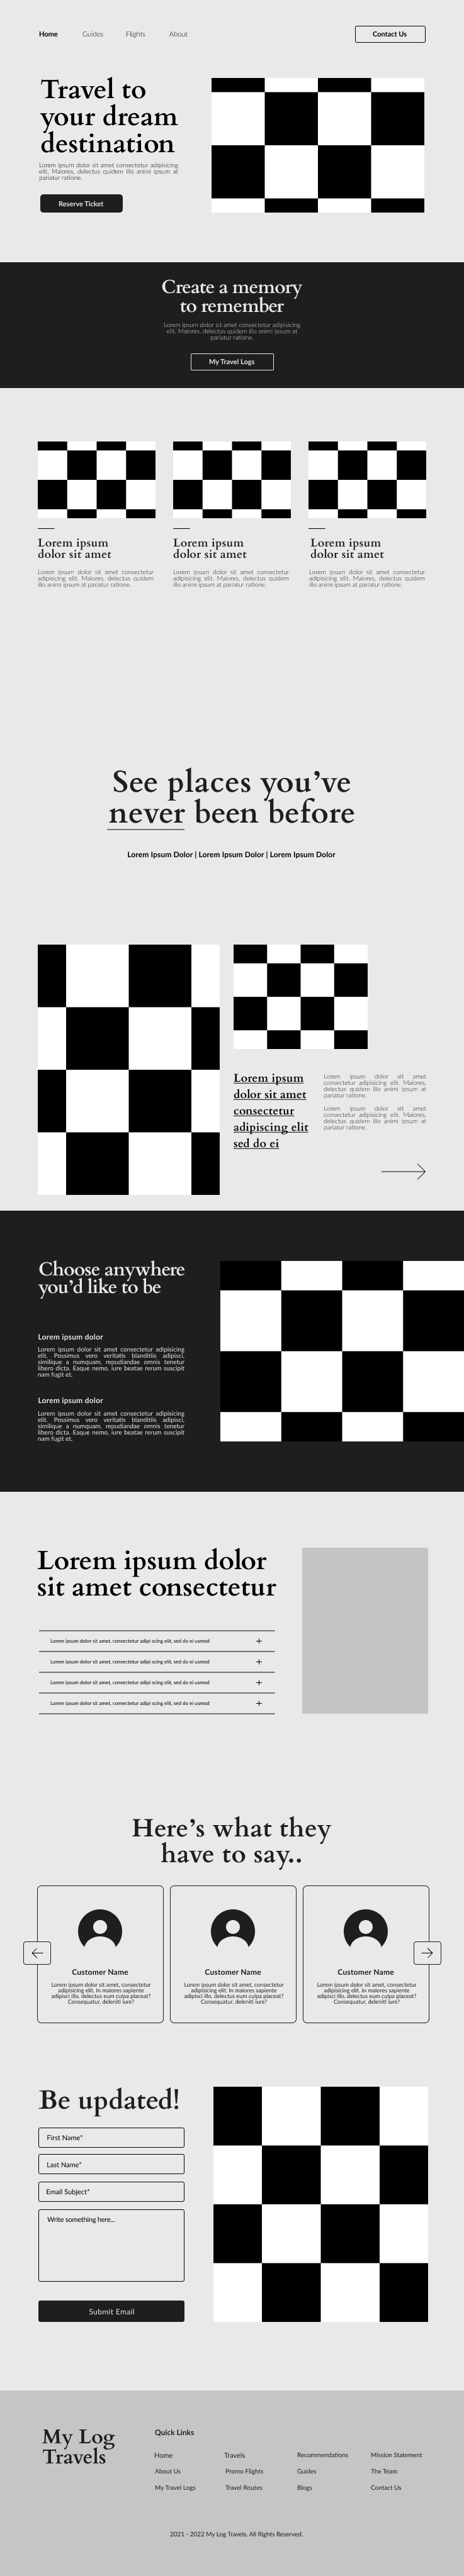 Home Guides Flights About Contact Us
Travel to
your dream
destination
Lorem ipsum dolor sit amet consectetur adipisicing
elit. Maiores, delectus quidem illo animi ipsum at
pariatur ratione.
Reserve Ticket
Create a memory
to remember
Lorem ipsum dolor sit amet consectetur adipisicing
elit. Maiores, delectus quidem illo animi ipsum at
pariatur ratione.
My Travel Logs
Lorem ipsum
dolor sit amet
Lorem ipsum dolor sit amet consectetur
adipisicing elit. Maiores, delectus quidem
illo animi ipsum at pariatur ratione.
Lorem ipsum
dolor sit amet
Lorem ipsum dolor sit amet consectetur
adipisicing elit. Maiores, delectus quidem
illo animi ipsum at pariatur ratione.
Lorem ipsum
dolor sit amet
Lorem ipsum dolor sit amet consectetur
adipisicing elit. Maiores, delectus quidem
illo animi ipsum at pariatur ratione.
See places you’ve
never been before
Lorem Ipsum Dolor | Lorem Ipsum Dolor | Lorem Ipsum Dolor
Lorem ipsum
dolor sit amet
consectetur
adipiscing elit
sed do ei
Lorem ipsum dolor sit amet
consectetur adipisicing elit. Maiores,
delectus quidem illo animi ipsum at
pariatur ratione.
Lorem ipsum dolor sit amet
consectetur adipisicing elit. Maiores,
delectus quidem illo animi ipsum at
pariatur ratione.
Choose anywhere
you’d like to be
Lorem ipsum dolor
Lorem ipsum dolor sit amet consectetur adipisicing
elit. Possimus vero veritatis blanditiis adipisci,
similique a numquam, repudiandae omnis tenetur
libero dicta. Eaque nemo, iure beatae rerum suscipit
nam fugit et.
Lorem ipsum dolor
Lorem ipsum dolor sit amet consectetur adipisicing
elit. Possimus vero veritatis blanditiis adipisci,
similique a numquam, repudiandae omnis tenetur
libero dicta. Eaque nemo, iure beatae rerum suscipit
nam fugit et.
Lorem ipsum dolor
sit amet consectetur
Lorem ipsum dolor sit amet, consectetur adipi scing elit, sed do ei usmod
Lorem ipsum dolor sit amet, consectetur adipi scing elit, sed do ei usmod
Lorem ipsum dolor sit amet, consectetur adipi scing elit, sed do ei usmod
Lorem ipsum dolor sit amet, consectetur adipi scing elit, sed do ei usmod
Here’s what they
have to say..
Customer Name
Lorem ipsum dolor sit amet, consectetur
adipisicing elit. In maiores sapiente
adipisci illo, delectus eum culpa placeat?
Consequatur, deleniti iure?
Customer Name
Lorem ipsum dolor sit amet, consectetur
adipisicing elit. In maiores sapiente
adipisci illo, delectus eum culpa placeat?
Consequatur, deleniti iure?
Customer Name
Lorem ipsum dolor sit amet, consectetur
adipisicing elit. In maiores sapiente
adipisci illo, delectus eum culpa placeat?
Consequatur, deleniti iure?
Be updated!
First Name*
Last Name*
Email Subject*
Write something here...
Submit Email
My Log
Travels
Quick Links
Home Travels Recommendations Mission Statement
About Us Promo Flights Guides The Team
My Travel Logs Travel Routes Blogs Contact Us
2021 - 2022 My Log Travels. All Rights Reserved.